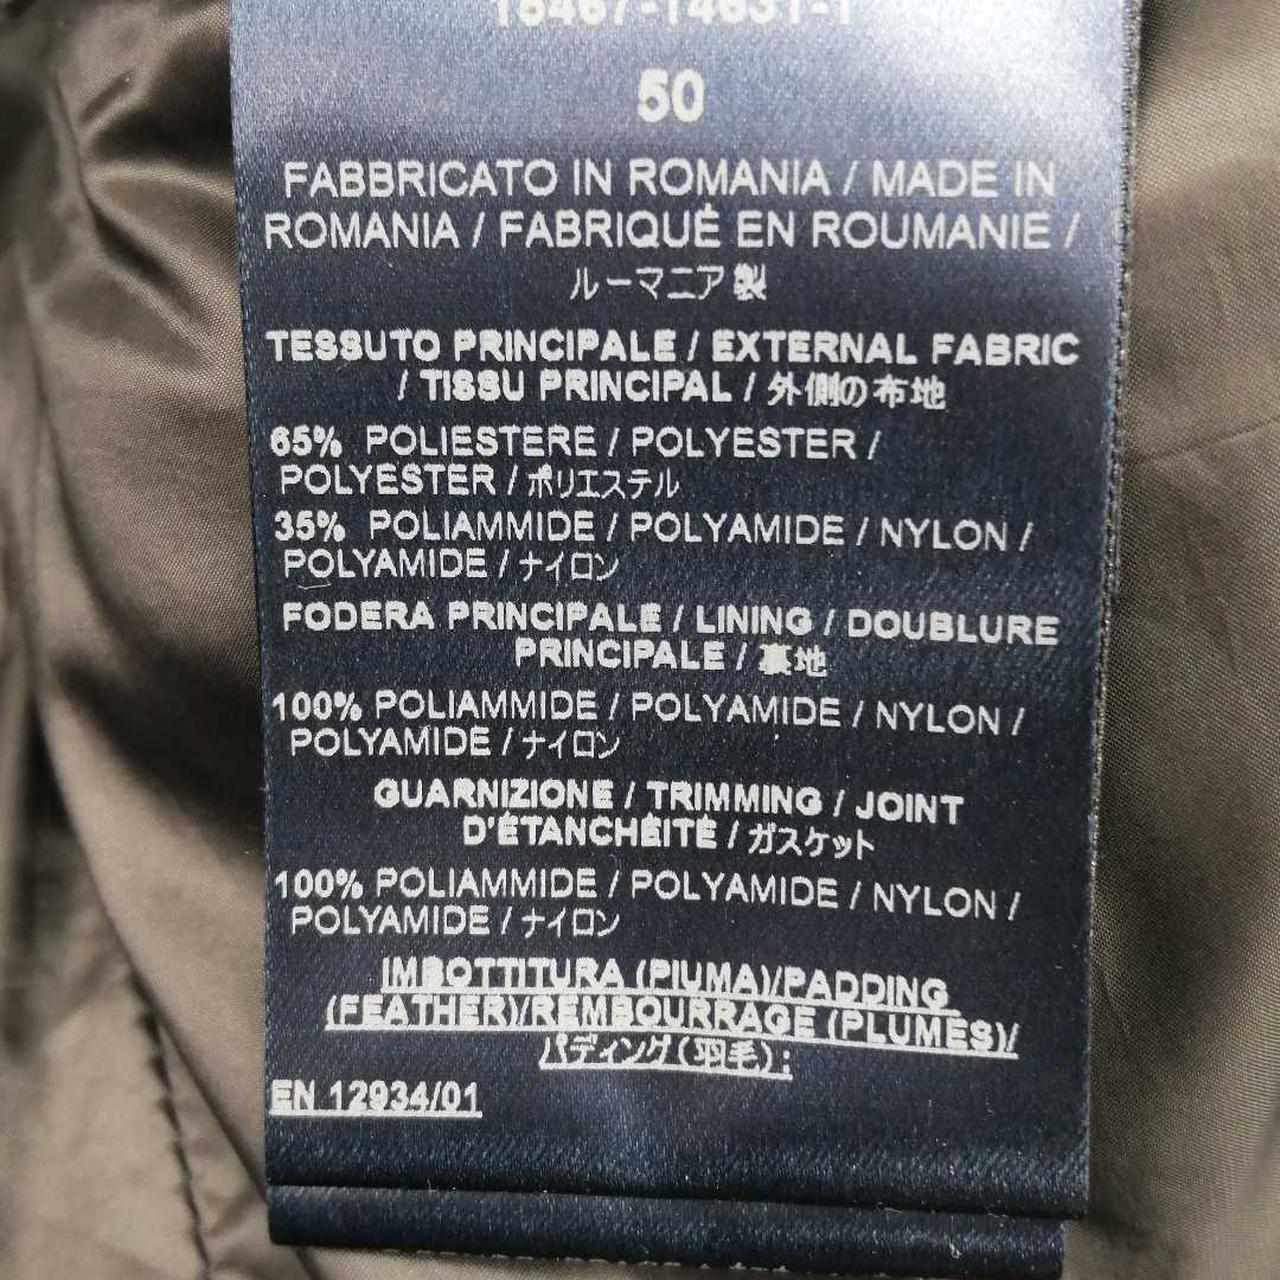 50
FABBRICATO IN ROMANIA / MADE IN
ROMANIA / FABRIQUÉ EN ROUMANIE /
ルーマニア製
TESSUTO PRINCIPALE / EXTERNAL FABRIC
/ TISSU PRINCIPAL / 外側の布地
65% POLIESTERE / POLYESTER /
POLYESTER / ポリエステル
35% POLIAMMIDE / POLYAMIDE / NYLON /
POLYAMIDE / ナイロン
FODERA PRINCIPALE / LINING / DOUBLURE
PRINCIPALE / 裏地
100% POLIAMMIDE / POLYAMIDE / NYLON /
POLYAMIDE / ナイロン
GUARNIZIONE / TRIMMING / JOINT
D'ÉTANCHÉITÉ / ガスケット
100% POLIAMMIDE / POLYAMIDE / NYLON /
POLYAMIDE / ナイロン
IMBOTTITURA (PIUMA)/PADDING
(FEATHER)/REMBOURRAGE (PLUMES)/
パディング(羽毛):
EN 12934/01